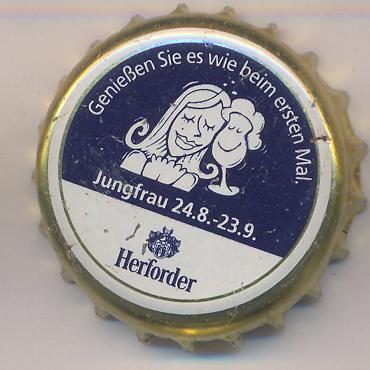 Genießen Sie es wie beim ersten Mal.
Jungfrau 24.8.-23.9.
Herforder